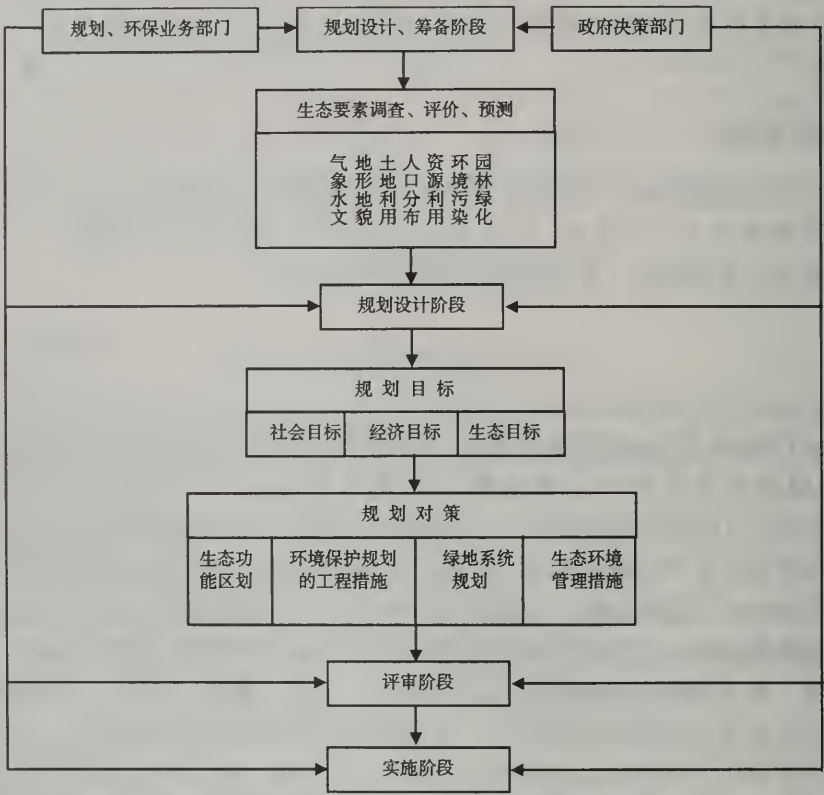 规划、环保业务部门
规划设计、筹备阶段
政府决策部门
生态要素调查、评价、预测
气 地 土 人 资 环 园
象 形 地 口 源 境 林
水 地 利 分 利 污 绿
文 貌 用 布 用 染 化
规划设计阶段
规 划 目 标
社会目标
经济目标
生态目标
规 划 对 策
生态功
能区划
环境保护规划
的工程措施
绿地系统
规划
生态环境
管理措施
评审阶段
实施阶段